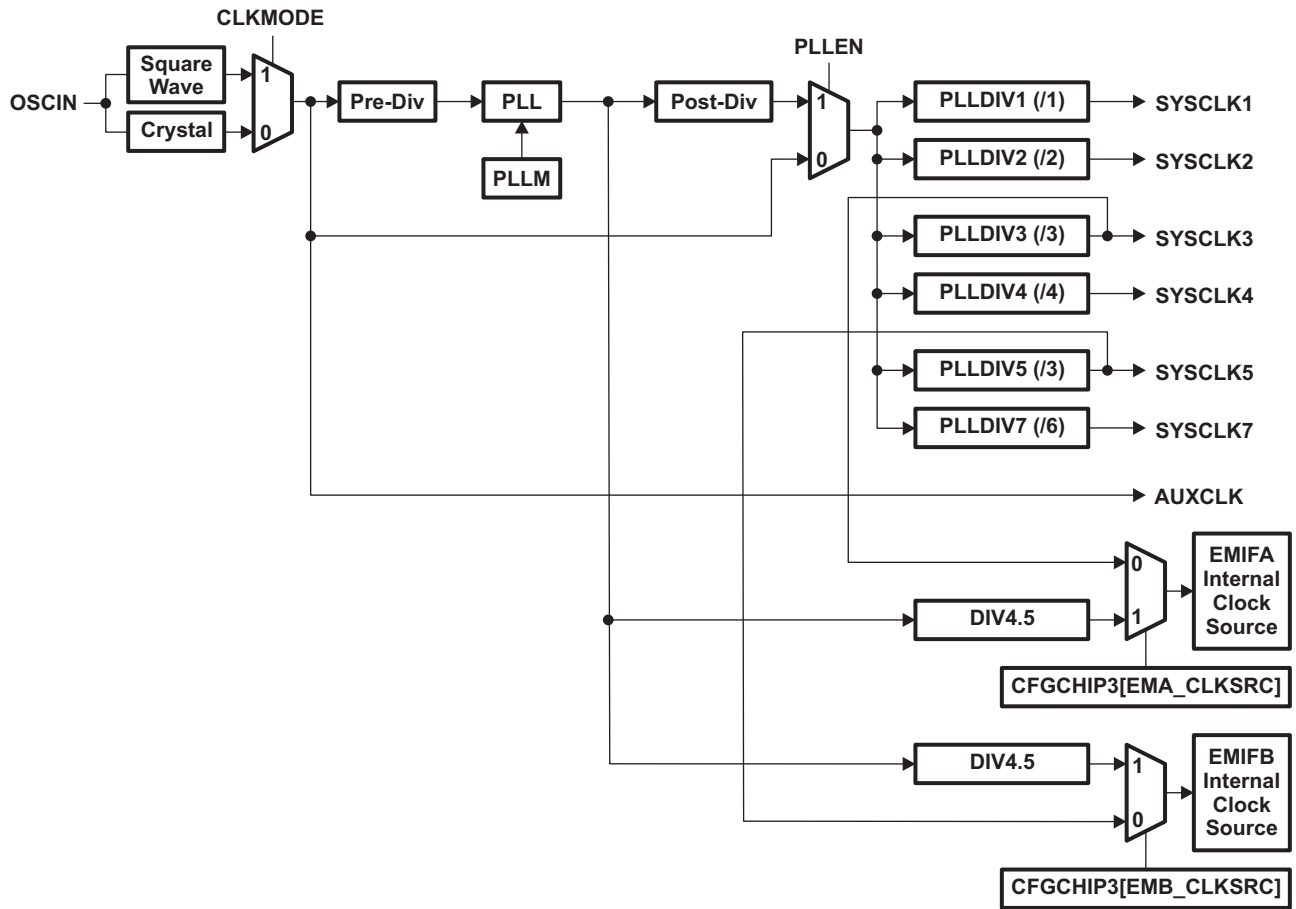 CLKMODE
PLLEN
Square
Wave
1
OSCIN
Crystal
0
Pre-Div
PLL
PLLM
Post-Div
1
0
PLLDIV1 (/1)
SYSCLK1
PLLDIV2 (/2)
SYSCLK2
PLLDIV3 (/3)
SYSCLK3
PLLDIV4 (/4)
SYSCLK4
PLLDIV5 (/3)
SYSCLK5
PLLDIV7 (/6)
SYSCLK7
AUXCLK
0
EMIFA
Internal
Clock
Source
DIV4.5
1
CFGCHIP3[EMA_CLKSRC]
DIV4.5
1
EMIFB
Internal
Clock
Source
0
CFGCHIP3[EMB_CLKSRC]